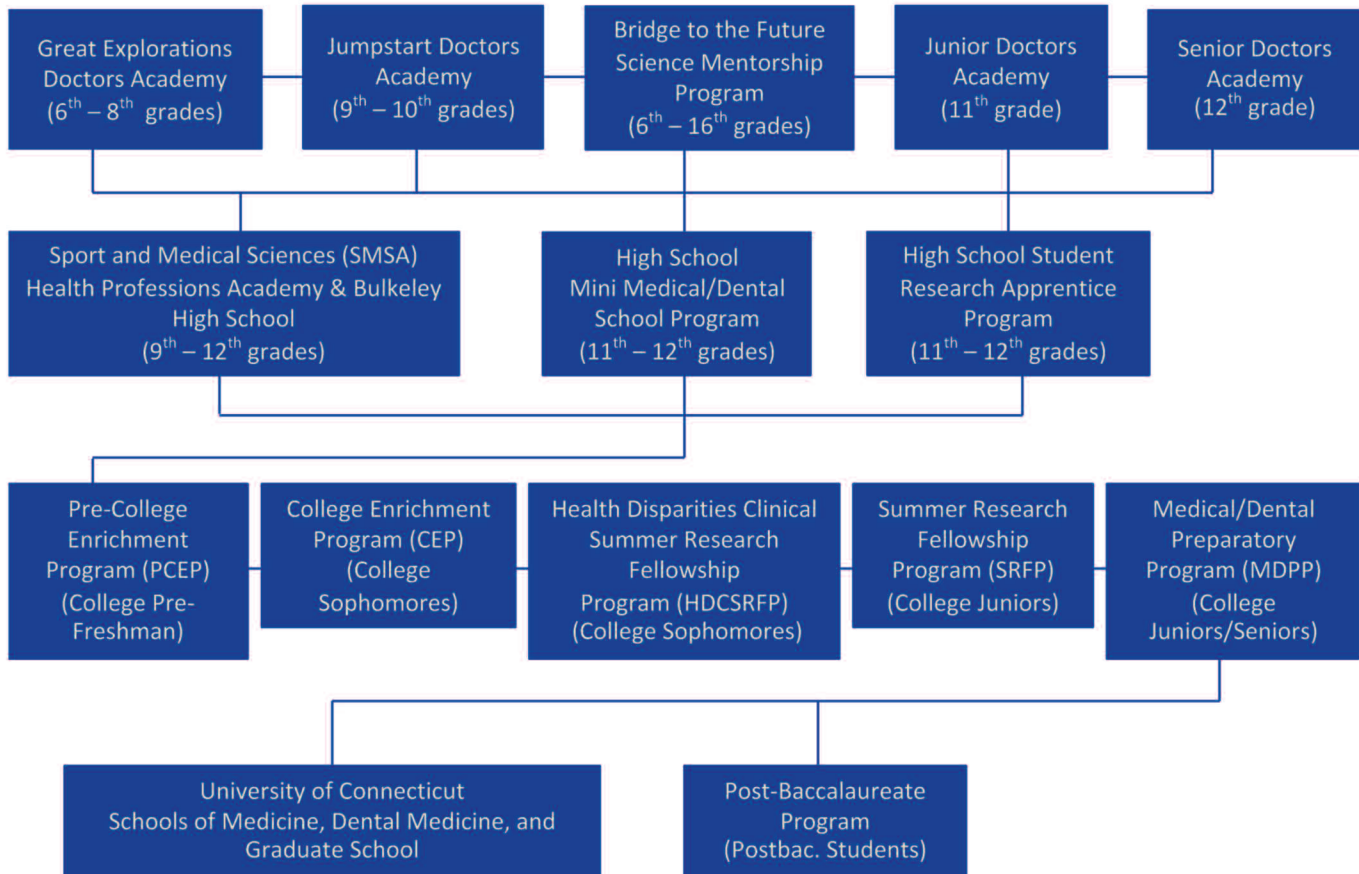 Great Explorations
Doctors Academy
(6th – 8th grades)
Jumpstart Doctors
Academy
(9th – 10th grades)
Bridge to the Future
Science Mentorship
Program
(6th – 16th grades)
Junior Doctors
Academy
(11th grade)
Senior Doctors
Academy
(12th grade)
Sport and Medical Sciences (SMSA)
Health Professions Academy & Bulkeley
High School
(9th – 12th grades)
High School
Mini Medical/Dental
School Program
(11th – 12th grades)
High School Student
Research Apprentice
Program
(11th – 12th grades)
Pre-College
Enrichment
Program (PCEP)
(College Pre-
Freshman)
College Enrichment
Program (CEP)
(College
Sophomores)
Health Disparities Clinical
Summer Research
Fellowship
Program (HDCSRFP)
(College Sophomores)
Summer Research
Fellowship
Program (SRFP)
(College Juniors)
Medical/Dental
Preparatory
Program (MDPP)
(College
Juniors/Seniors)
University of Connecticut
Schools of Medicine, Dental Medicine, and
Graduate School
Post-Baccalaureate
Program
(Postbac. Students)